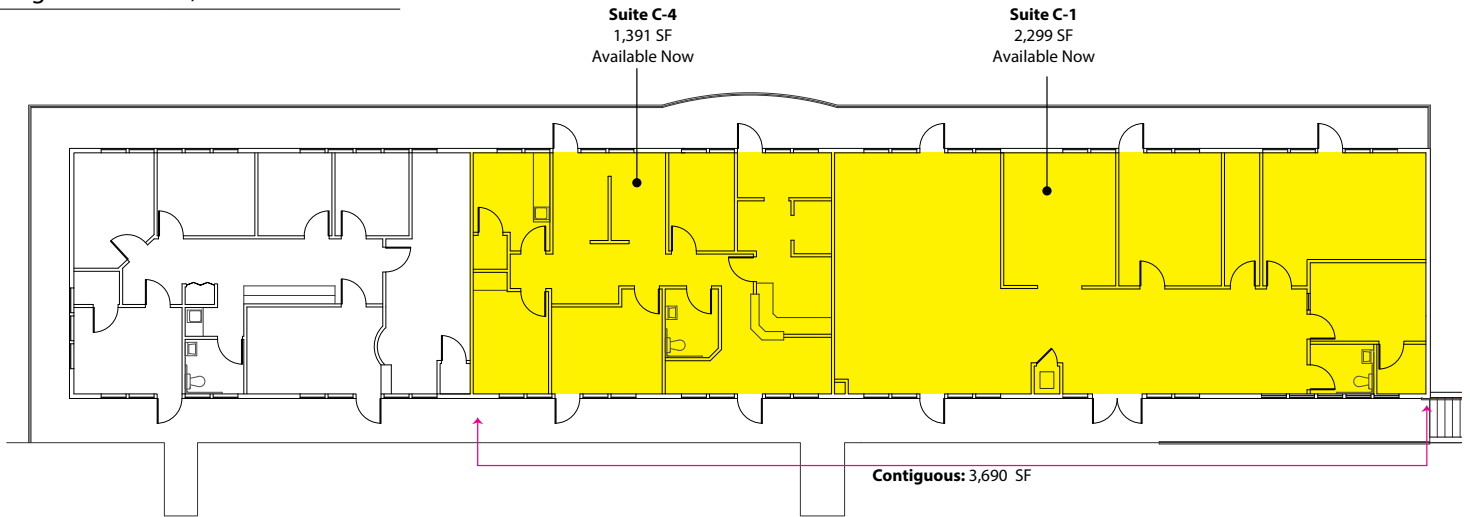 Suite C-4
1,391 SF
Available Now
Suite C-1
2,299 SF
Available Now
Contiguous: 3,690 SF